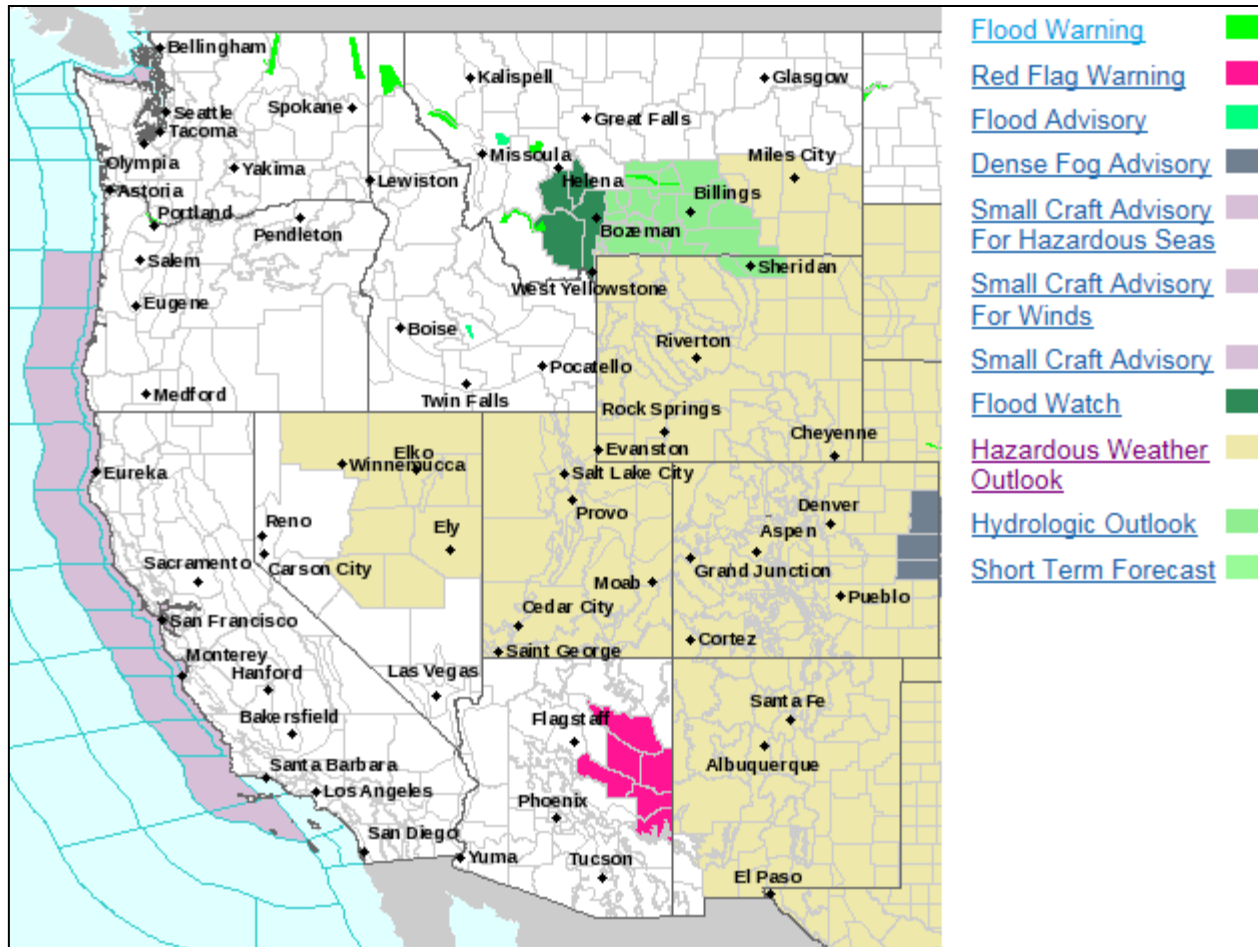 Bellingham
Kalispell
Glasgow
Seattle
Spokane
Tacoma
Great Falls
Olympia
Yakima
Missoula
Miles City
Astoria
Lewiston
Helena
Billings
Portland
Pendleton
Bozeman
Salem
Sheridan
West Yellowstone
Eugene
Boise
Riverton
Pocatello
Medford
Twin Falls
Rock Springs
Cheyenne
Elko
Evanston
Winnemucca
Eureka
Salt Lake City
Provo
Denver
Reno
Ely
Aspen
Sacramento
Carson City
Moab
Grand Junction
Pueblo
Cedar City
San Francisco
Cortez
Saint George
Monterey
Hanford
Las Vegas
Santa Fe
Bakersfield
Flagstaff
Albuquerque
Santa Barbara
Los Angeles
Phoenix
San Diego
Yuma
Tucson
El Paso
Flood Warning
Red Flag Warning
Flood Advisory
Dense Fog Advisory
Small Craft Advisory
For Hazardous Seas
Small Craft Advisory
For Winds
Small Craft Advisory
Flood Watch
Hazardous Weather
Outlook
Hydrologic Outlook
Short Term Forecast